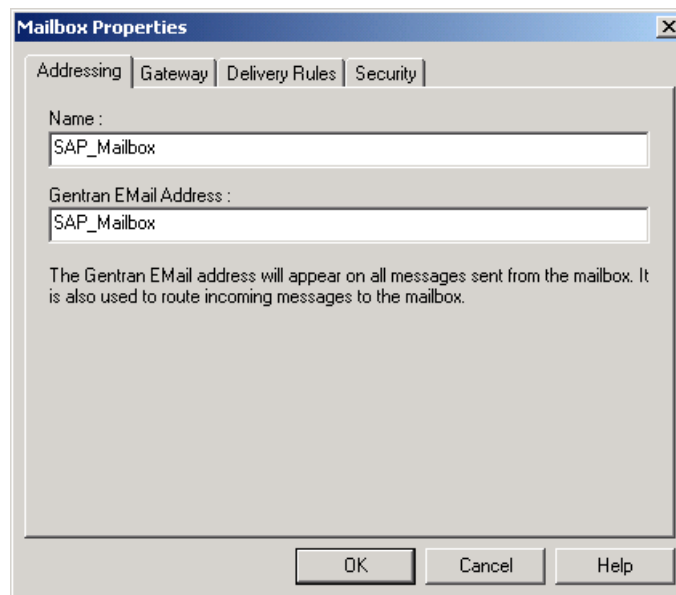 Mailbox Properties
Addressing Gateway Delivery Rules Security
Name :
SAP_Mailbox
Gentran EMail Address :
SAP_Mailbox
The Gentran EMail address will appear on all messages sent from the mailbox. It
is also used to route incoming messages to the mailbox.
OK Cancel Help